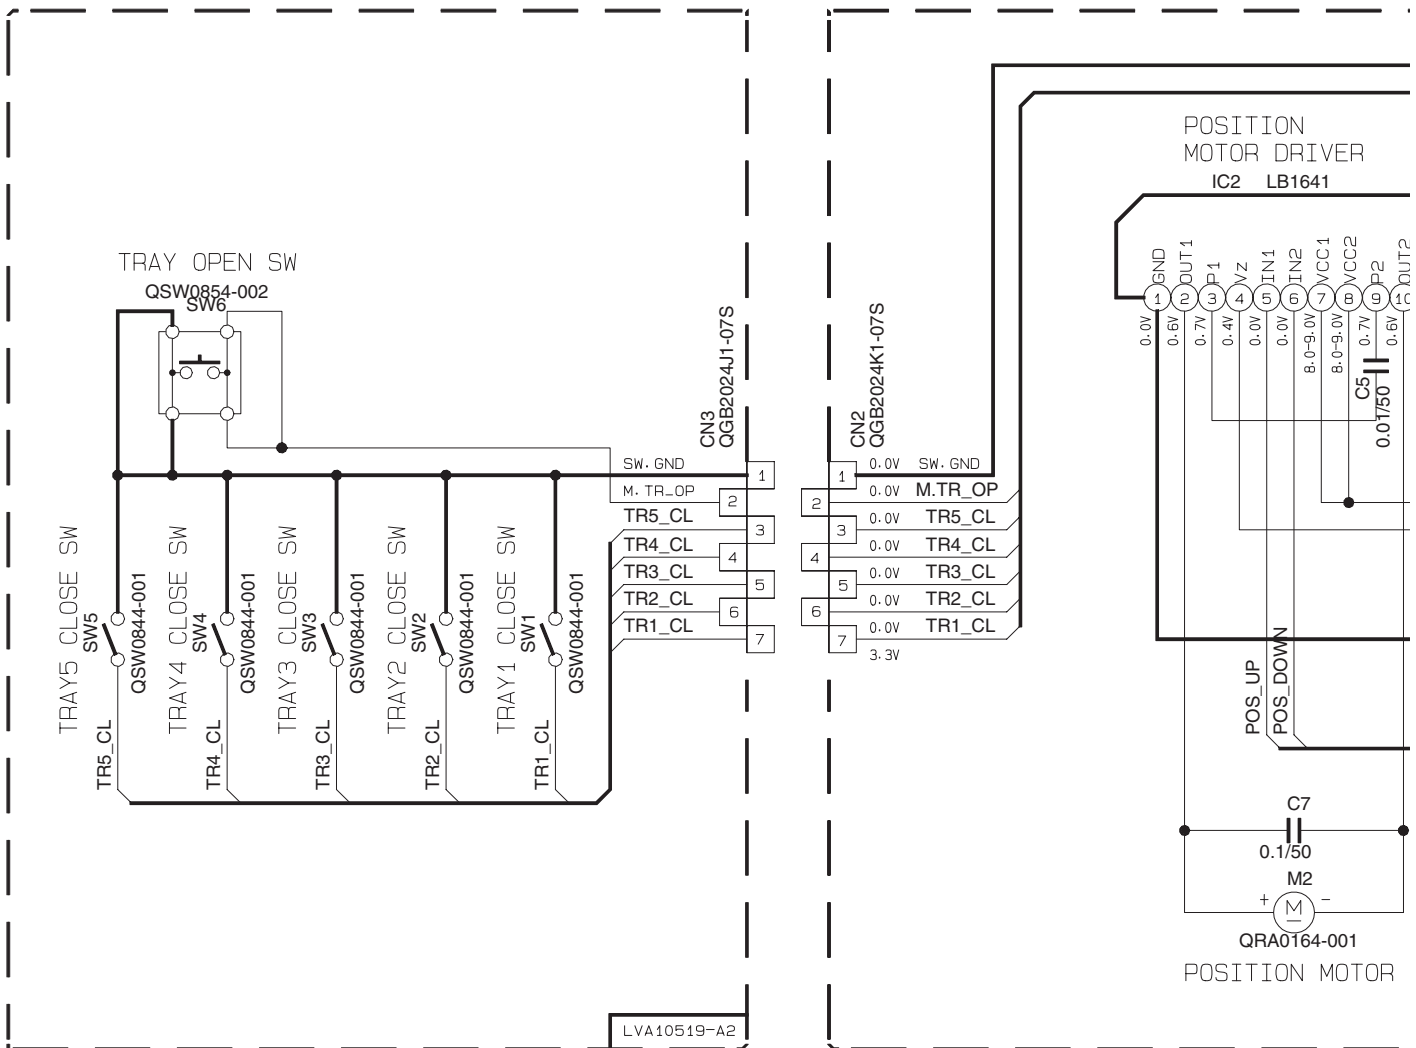 TRAY OPEN SW
QSW0854-002
SW6
CN3
QGB2024J1-07S
SW.GND
M.TR_OP
TR5_CL
TR4_CL
TR3_CL
TR2_CL
TR1_CL
1
2
3
4
5
6
7
TRAY5 CLOSE SW
SW5
QSW0844-001
TRAY4 CLOSE SW
SW4
QSW0844-001
TRAY3 CLOSE SW
SW3
QSW0844-001
TRAY2 CLOSE SW
SW2
QSW0844-001
TRAY1 CLOSE SW
SW1
QSW0844-001
TR5_CL
TR4_CL
TR3_CL
TR2_CL
TR1_CL
LVA10519-A2
CN2
QGB2024K1-07S
1
2
3
4
5
6
7
0.0V SW.GND
0.0V M.TR_OP
0.0V TR5_CL
0.0V TR4_CL
0.0V TR3_CL
0.0V TR2_CL
0.0V TR1_CL
3.3V
POSITION
MOTOR DRIVER
IC2 LB1641
GND
OUT1
P1
VZ
IN1
IN2
VCC1
VCC2
P2
OUT2
1 2 3 4 5 6 7 8 9 10
0.0V
0.6V
0.7V
0.4V
0.0V
0.0V
8.0-9.0V
8.0-9.0V
0.7V
0.6V
C5
0.01/50
POS_UP
POS_DOWN
C7
0.1/50
M2
+ M -
QRA0164-001
POSITION MOTOR